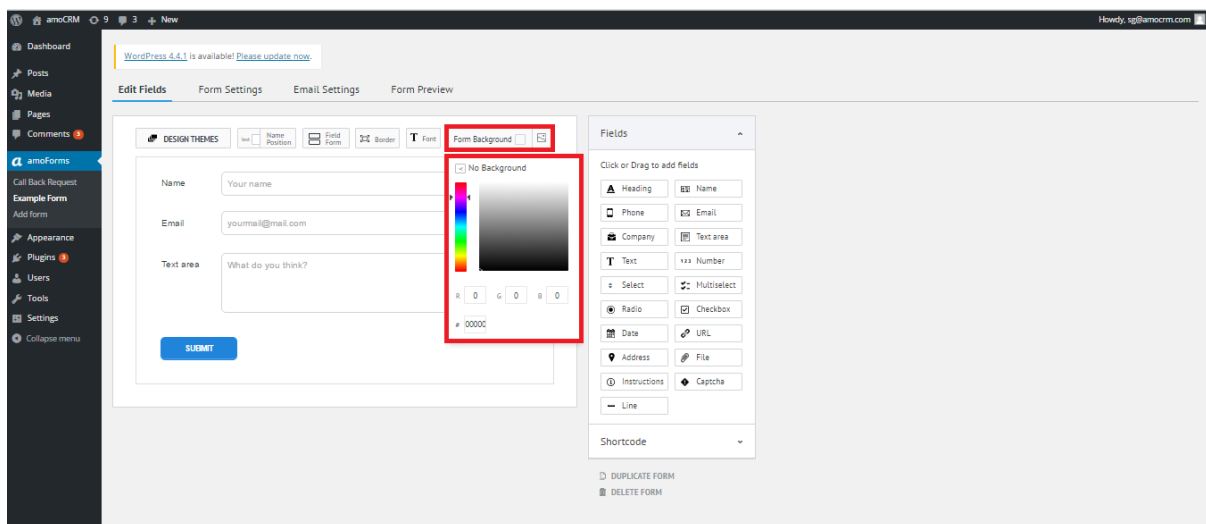 amoCRM 9 3 New Howdy, sg@amocrm.com
Dashboard
Posts
Media
Pages
Comments 3
amoForms
Call Back Request
Example Form
Add form
Appearance
Plugins 3
Users
Tools
Settings
Collapse menu
WordPress 4.4.1 is available! Please update now.
Edit Fields Form Settings Email Settings Form Preview
DESIGN THEMES Name Position Field Form Border T Font Form Background
No Background
Name Your name
Email yourmail@mail.com
Text area What do you think?
R 0 G 0 B 0
# 00000
SUBMIT
Fields
Click or Drag to add fields
A Heading Name
Phone Email
Company Text area
T Text 123 Number
Select Multiselect
Radio Checkbox
Date URL
Address File
Instructions Captcha
Line
Shortcode
DUPLICATE FORM
DELETE FORM